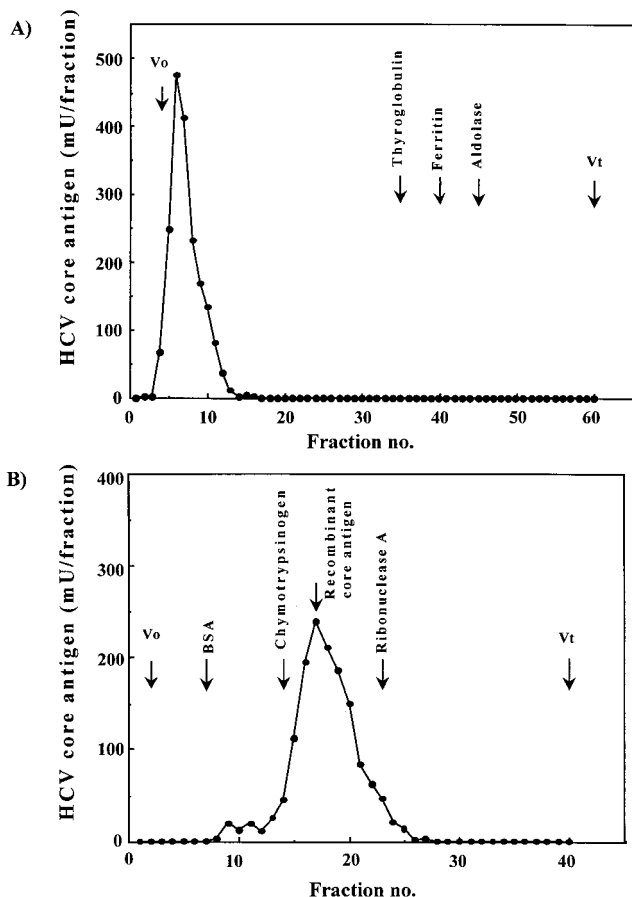 A)
HCV core antigen (mU/fraction)
500
400
300
200
100
0
Vo
Thyroglobulin
Ferritin
Aldolase
Vt
0 10 20 30 40 50 60
Fraction no.
B)
HCV core antigen (mU/fraction)
400
300
200
100
0
Vo
BSA
Chymotrypsinogen
Recombinant
core antigen
Ribonuclease A
Vt
0 10 20 30 40
Fraction no.